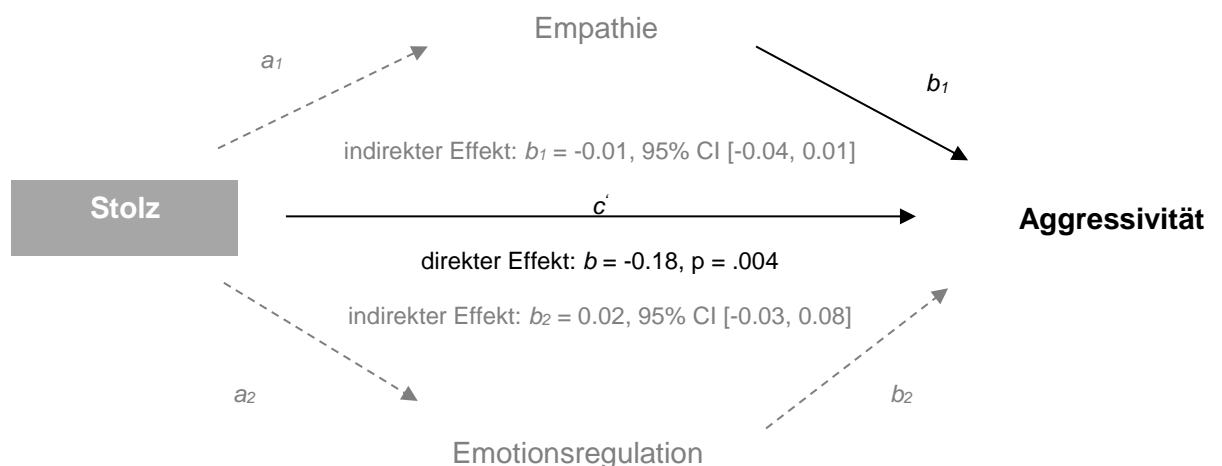 Empathie
a1
b1
indirekter Effekt: b1 = -0.01, 95% CI [-0.04, 0.01]
Stolz
c‘
Aggressivität
direkter Effekt: b = -0.18, p = .004
indirekter Effekt: b2 = 0.02, 95% CI [-0.03, 0.08]
a2
b2
Emotionsregulation